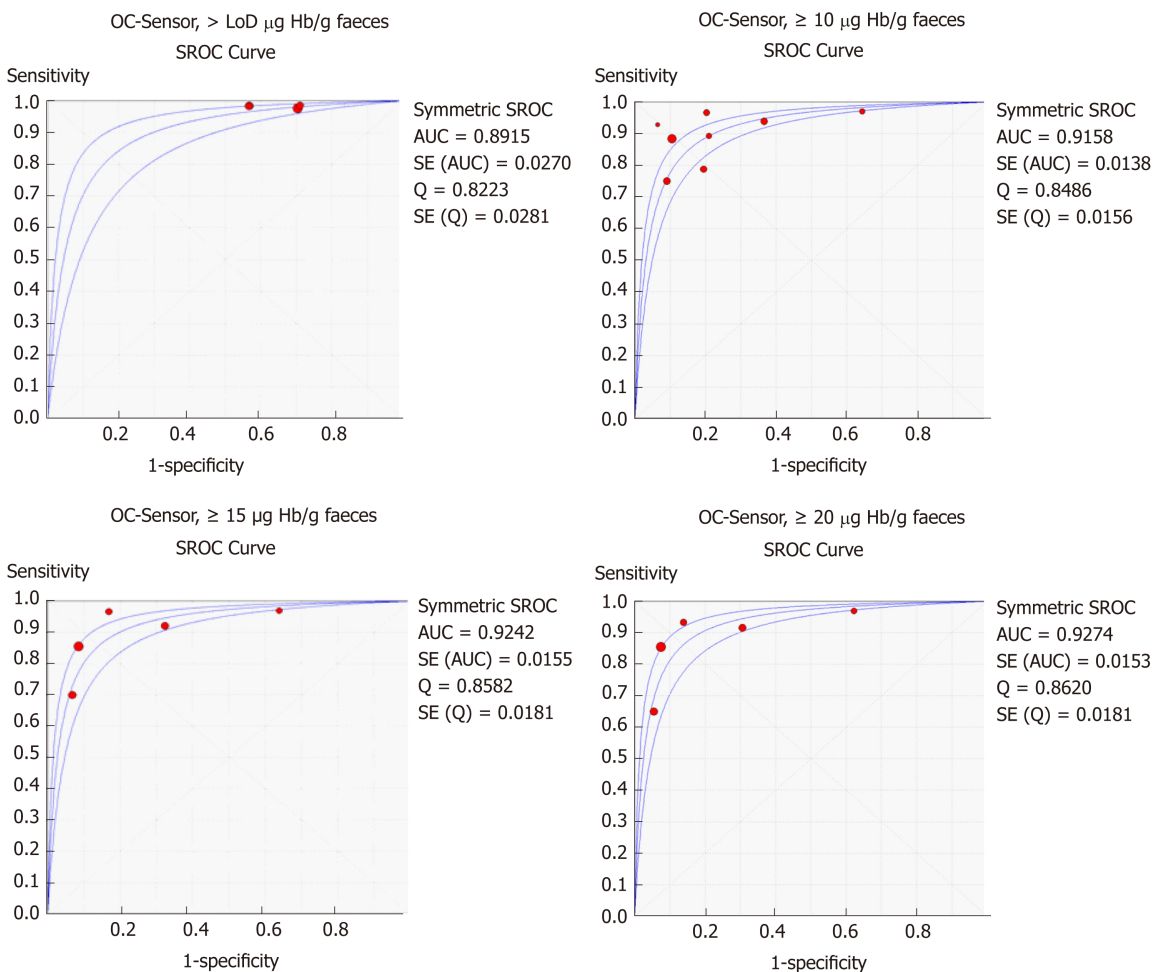 OC-Sensor, > LoD µg Hb/g faeces
SROC Curve
Sensitivity
1.0
0.9
0.8
0.7
0.6
0.5
0.4
0.3
0.2
0.1
0.0
0.2 0.4 0.6 0.8
1-specificity
Symmetric SROC
AUC = 0.8915
SE (AUC) = 0.0270
Q = 0.8223
SE (Q) = 0.0281
OC-Sensor, ≥ 10 µg Hb/g faeces
SROC Curve
Sensitivity
1.0
0.9
0.8
0.7
0.6
0.5
0.4
0.3
0.2
0.1
0.0
0.2 0.4 0.6 0.8
1-specificity
Symmetric SROC
AUC = 0.9158
SE (AUC) = 0.0138
Q = 0.8486
SE (Q) = 0.0156
OC-Sensor, ≥ 15 µg Hb/g faeces
SROC Curve
Sensitivity
1.0
0.9
0.8
0.7
0.6
0.5
0.4
0.3
0.2
0.1
0.0
0.2 0.4 0.6 0.8
1-specificity
Symmetric SROC
AUC = 0.9242
SE (AUC) = 0.0155
Q = 0.8582
SE (Q) = 0.0181
OC-Sensor, ≥ 20 µg Hb/g faeces
SROC Curve
Sensitivity
1.0
0.9
0.8
0.7
0.6
0.5
0.4
0.3
0.2
0.1
0.0
0.2 0.4 0.6 0.8
1-specificity
Symmetric SROC
AUC = 0.9274
SE (AUC) = 0.0153
Q = 0.8620
SE (Q) = 0.0181